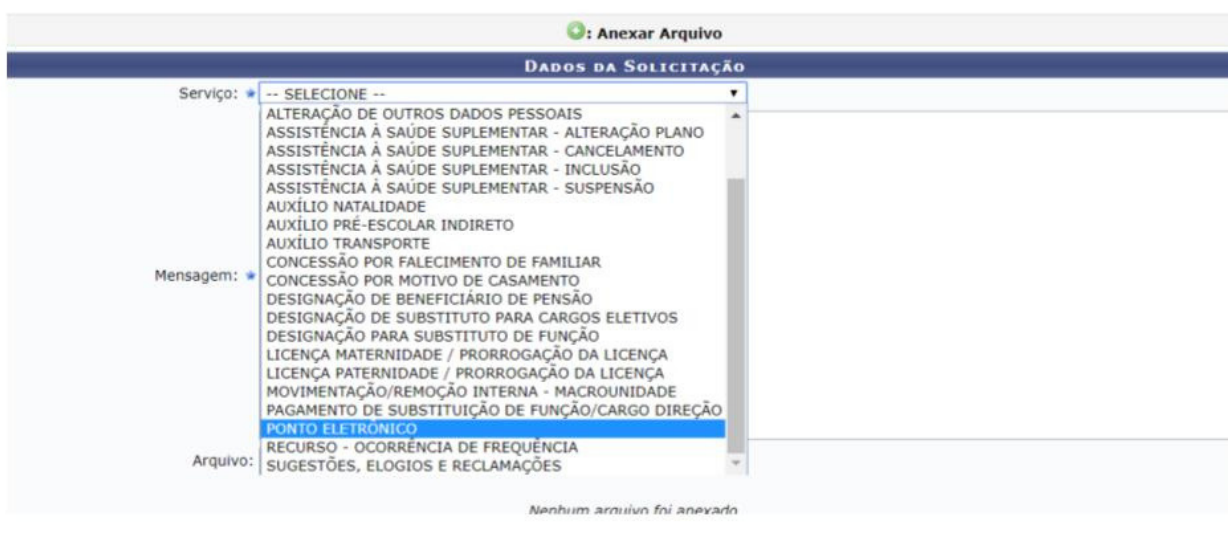 : Anexar Arquivo
DADOS DA SOLICITAÇÃO
Serviço: -- SELECIONE --
ALTERAÇÃO DE OUTROS DADOS PESSOAIS
ASSISTÊNCIA À SAÚDE SUPLEMENTAR - ALTERAÇÃO PLANO
ASSISTÊNCIA À SAÚDE SUPLEMENTAR - CANCELAMENTO
ASSISTÊNCIA À SAÚDE SUPLEMENTAR - INCLUSÃO
ASSISTÊNCIA À SAÚDE SUPLEMENTAR - SUSPENSÃO
AUXÍLIO NATALIDADE
AUXÍLIO PRÉ-ESCOLAR INDIRETO
AUXÍLIO TRANSPORTE
CONCESSÃO POR FALECIMENTO DE FAMILIAR
Mensagem:
CONCESSÃO POR MOTIVO DE CASAMENTO
DESIGNAÇÃO DE BENEFICIÁRIO DE PENSÃO
DESIGNAÇÃO DE SUBSTITUTO PARA CARGOS ELETIVOS
DESIGNAÇÃO PARA SUBSTITUTO DE FUNÇÃO
LICENÇA MATERNIDADE / PRORROGAÇÃO DA LICENÇA
LICENÇA PATERNIDADE / PRORROGAÇÃO DA LICENÇA
MOVIMENTAÇÃO/REMOÇÃO INTERNA - MACROUNIDADE
PAGAMENTO DE SUBSTITUIÇÃO DE FUNÇÃO/CARGO DIREÇÃO
PONTO ELETRÔNICO
RECURSO - OCORRÊNCIA DE FREQUÊNCIA
Arquivo:
SUGESTÕES, ELOGIOS E RECLAMAÇÕES
Nenhum arquivo foi anexado